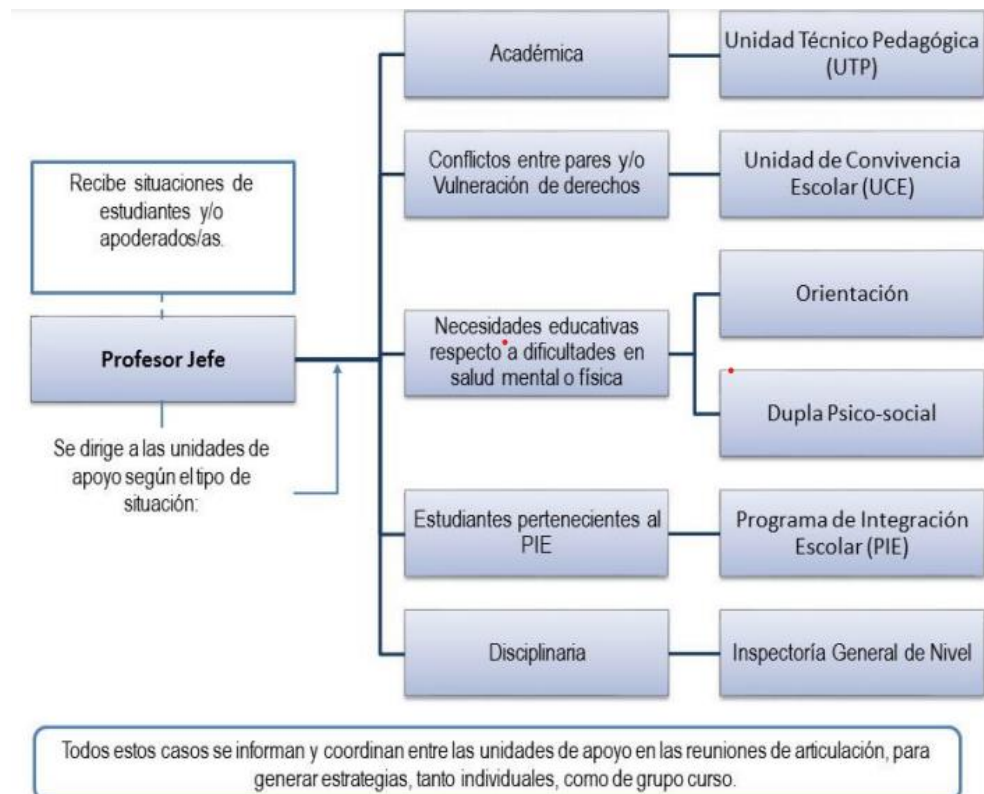 Recibe situaciones de
estudiantes y/o
apoderados/as.
Profesor Jefe
Se dirige a las unidades de
apoyo según el tipo de
situación:
Académica
Unidad Técnico Pedagógica
(UTP)
Conflictos entre pares y/o
Vulneración de derechos
Unidad de Convivencia
Escolar (UCE)
Necesidades educativas
respecto a dificultades en
salud mental o física
Orientación
Dupla Psico-social
Estudiantes pertenecientes al
PIE
Programa de Integración
Escolar (PIE)
Disciplinaria
Inspectoría General de Nivel
Todos estos casos se informan y coordinan entre las unidades de apoyo en las reuniones de articulación, para
generar estrategias, tanto individuales, como de grupo curso.